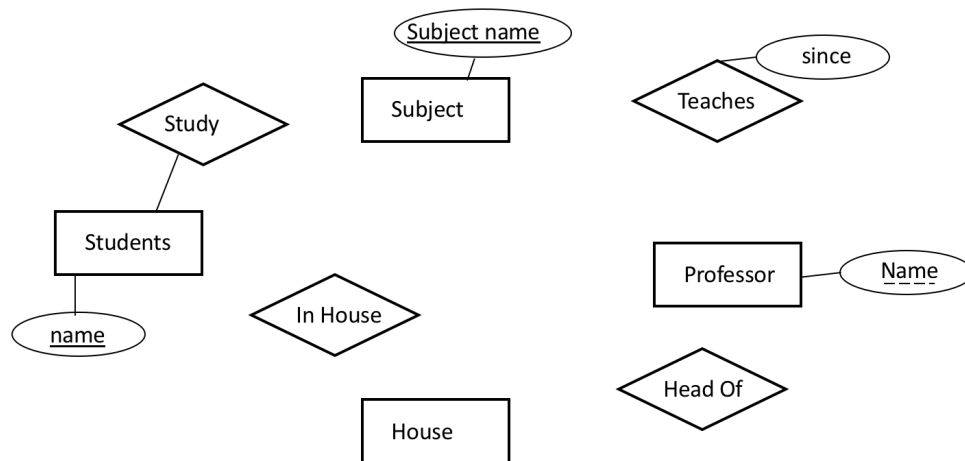 Subject name
since
Subject
Teaches
Study
Students
Professor
Name
In House
name
Head Of
House